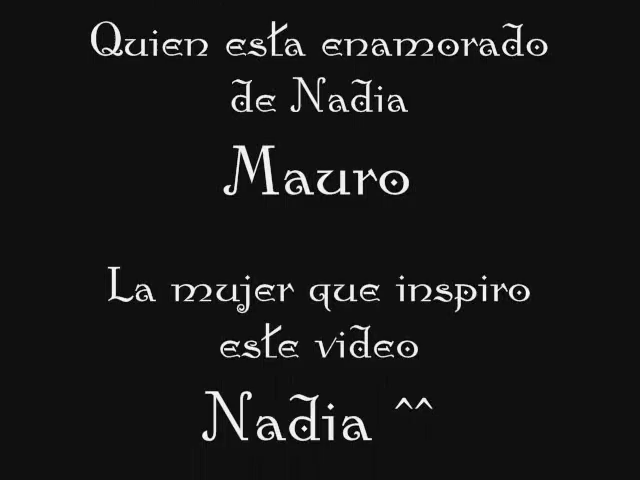 Quien esta enamorado
de Nadia
Mauro
La mujer que inspiro
este video
Nadia ^^